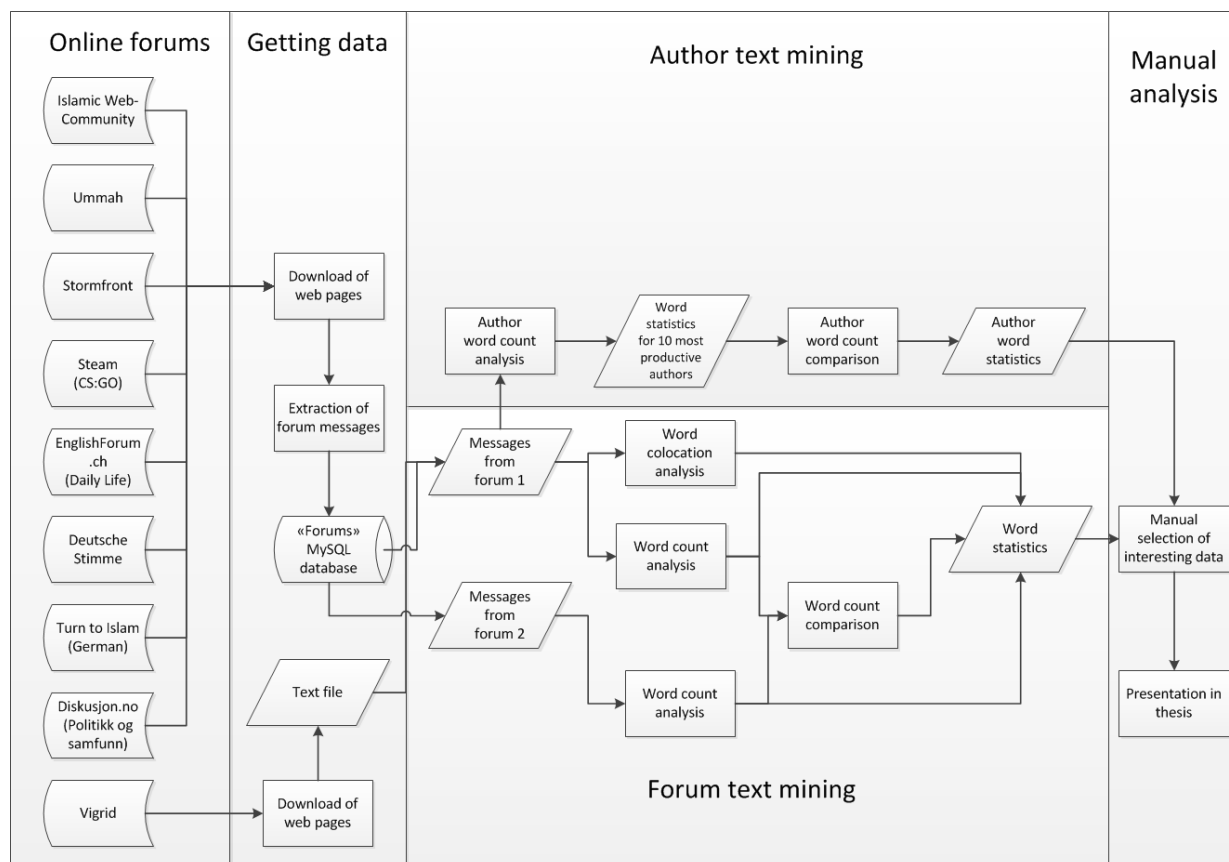 Online forums
Islamic Web-
Community
Ummah
Stormfront
Steam
(CS:GO)
EnglishForum
.ch
(Daily Life)
Deutsche
Stimme
Turn to Islam
(German)
Diskusjon.no
(Politikk og
samfunn)
Vigrid
Getting data
Download of
web pages
Extraction of
forum messages
«Forums»
MySQL
database
Text file
Download of
web pages
Author text mining
Author
word count
analysis
Word
statistics
for 10 most
productive
authors
Author
word count
comparison
Author
word
statistics
Messages
from
forum 1
Word
colocation
analysis
Word count
analysis
Messages
from
forum 2
Word count
analysis
Word count
comparison
Word
statistics
Forum text mining
Manual
analysis
Manual
selection of
interesting data
Presentation in
thesis